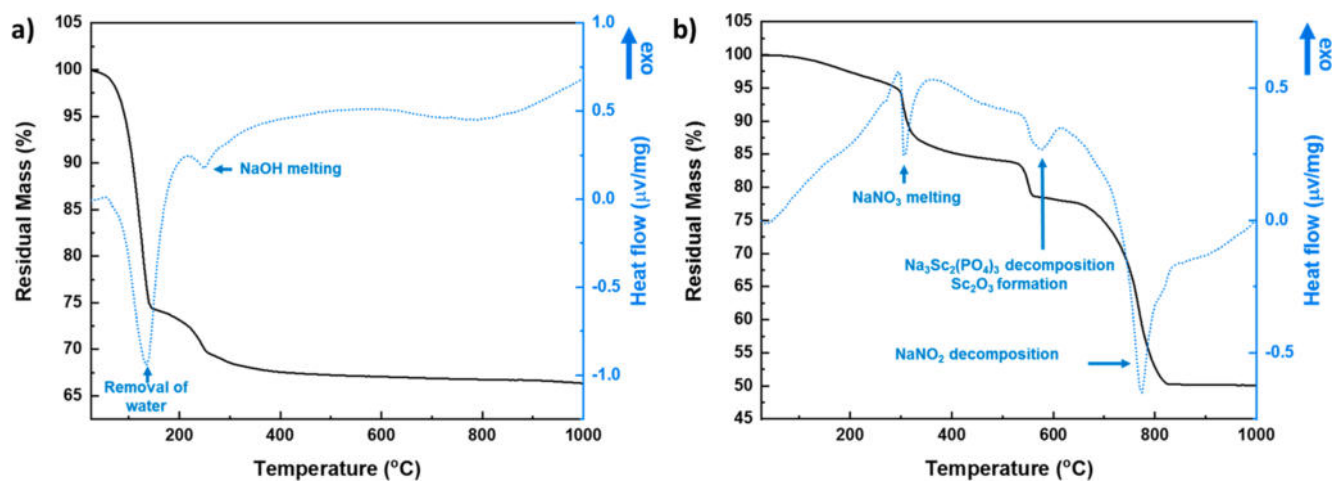 a)
Residual Mass (%)
105
100
95
90
85
80
75
70
65
200
400
600
800
1000
Temperature (ºC)
1.0
0.5
0.0
-0.5
-1.0
Heat flow (μv/mg)
exo
NaOH melting
Removal of
water
b)
Residual Mass (%)
105
100
95
90
85
80
75
70
65
60
55
50
45
200
400
600
800
1000
Temperature (ºC)
0.5
0.0
-0.5
Heat flow (μv/mg)
exo
NaNO₃ melting
Na₃Sc₂(PO₄)₃ decomposition
Sc₂O₃ formation
NaNO₂ decomposition